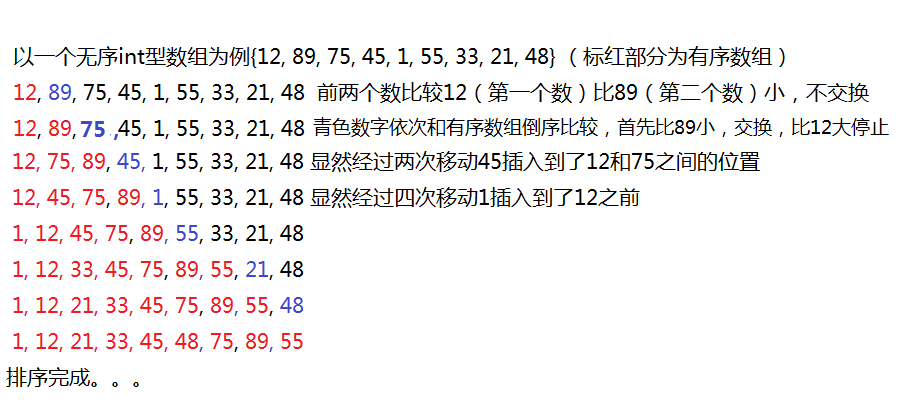 以一个无序int型数组为例{12, 89, 75, 45, 1, 55, 33, 21, 48}（标红部分为有序数组）
12, 89, 75, 45, 1, 55, 33, 21, 48 前两个数比较12（第一个数）比89（第二个数）小，不交换
12, 89, 75 ,45, 1, 55, 33, 21, 48 青色数字依次和有序数组倒序比较，首先比89小，交换，比12大停止
12, 75, 89, 45, 1, 55, 33, 21, 48 显然经过两次移动45插入到了12和75之间的位置
12, 45, 75, 89, 1, 55, 33, 21, 48 显然经过四次移动1插入到了12之前
1, 12, 45, 75, 89, 55, 33, 21, 48
1, 12, 33, 45, 75, 89, 55, 21, 48
1, 12, 21, 33, 45, 75, 89, 55, 48
1, 12, 21, 33, 45, 48, 75, 89, 55
排序完成。。。